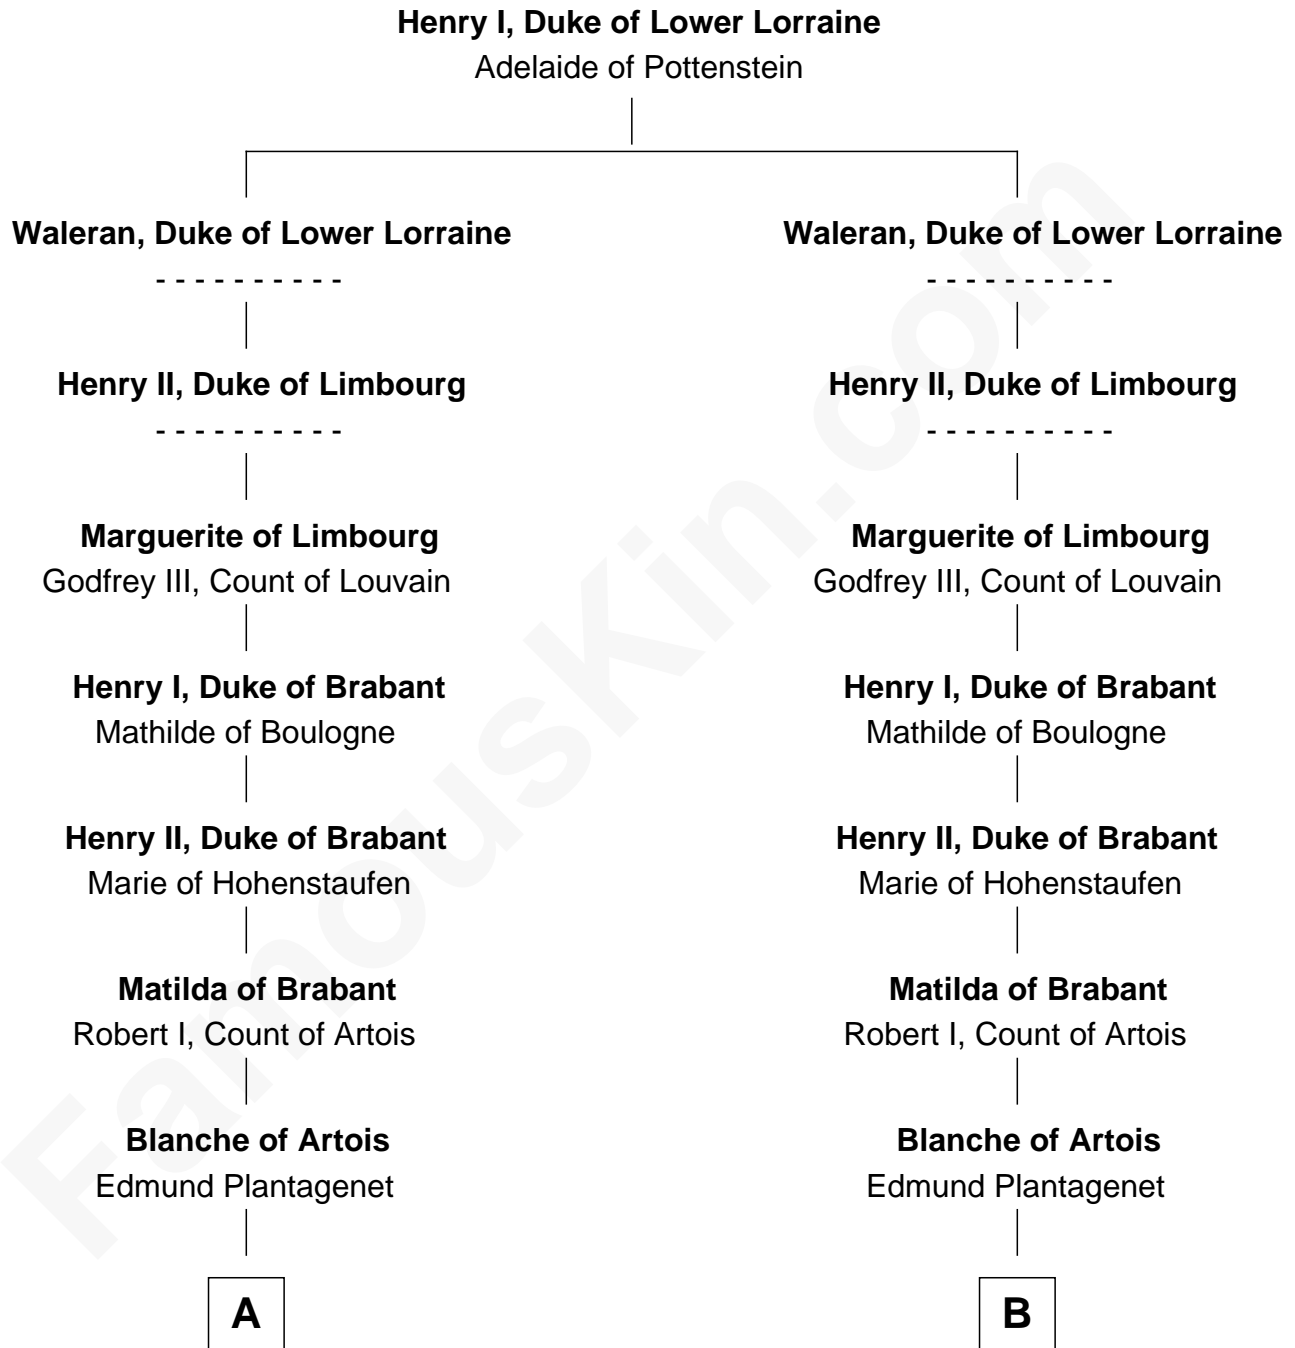 Henry I, Duke of Lower Lorraine
Adelaide of Pottenstein
Waleran, Duke of Lower Lorraine
- - - - - - - - - -
Henry II, Duke of Limbourg
- - - - - - - - - -
Marguerite of Limbourg
Godfrey III, Count of Louvain
Henry I, Duke of Brabant
Mathilde of Boulogne
Henry II, Duke of Brabant
Marie of Hohenstaufen
Matilda of Brabant
Robert I, Count of Artois
Blanche of Artois
Edmund Plantagenet
A
Waleran, Duke of Lower Lorraine
- - - - - - - - - -
Henry II, Duke of Limbourg
- - - - - - - - - -
Marguerite of Limbourg
Godfrey III, Count of Louvain
Henry I, Duke of Brabant
Mathilde of Boulogne
Henry II, Duke of Brabant
Marie of Hohenstaufen
Matilda of Brabant
Robert I, Count of Artois
Blanche of Artois
Edmund Plantagenet
B
FamousKin.com